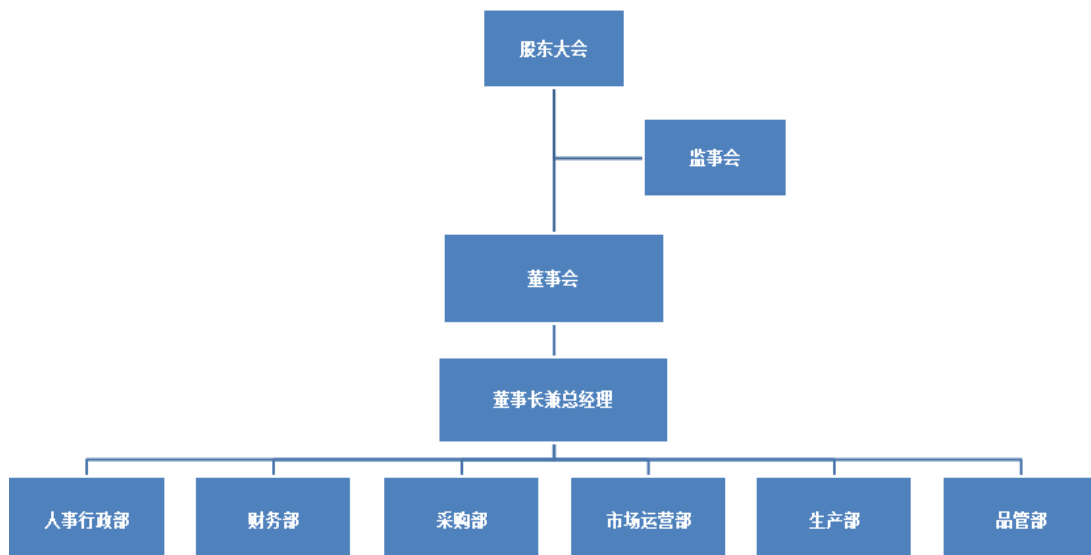 股东大会
监事会
董事会
董事长兼总经理
人事行政部
财务部
采购部
市场运营部
生产部
品管部